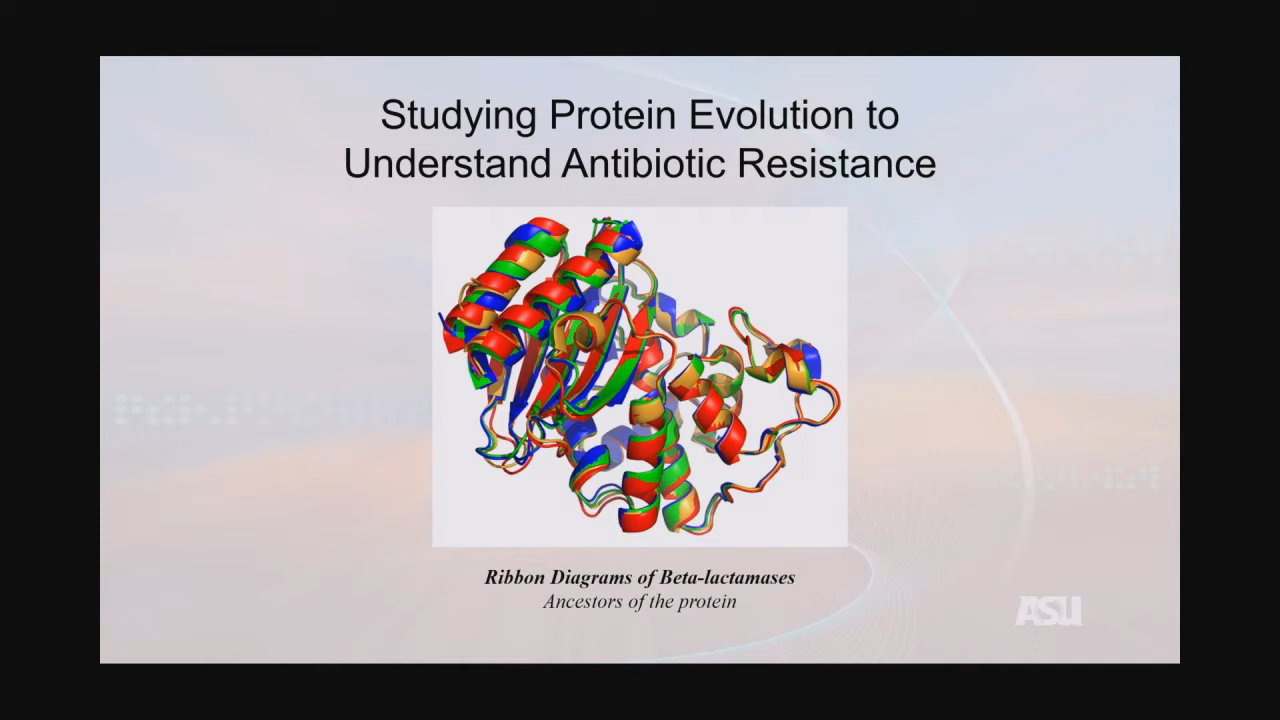 Studying Protein Evolution to
Understand Antibiotic Resistance
Ribbon Diagrams of Beta-lactamases
Ancestors of the protein
ASU